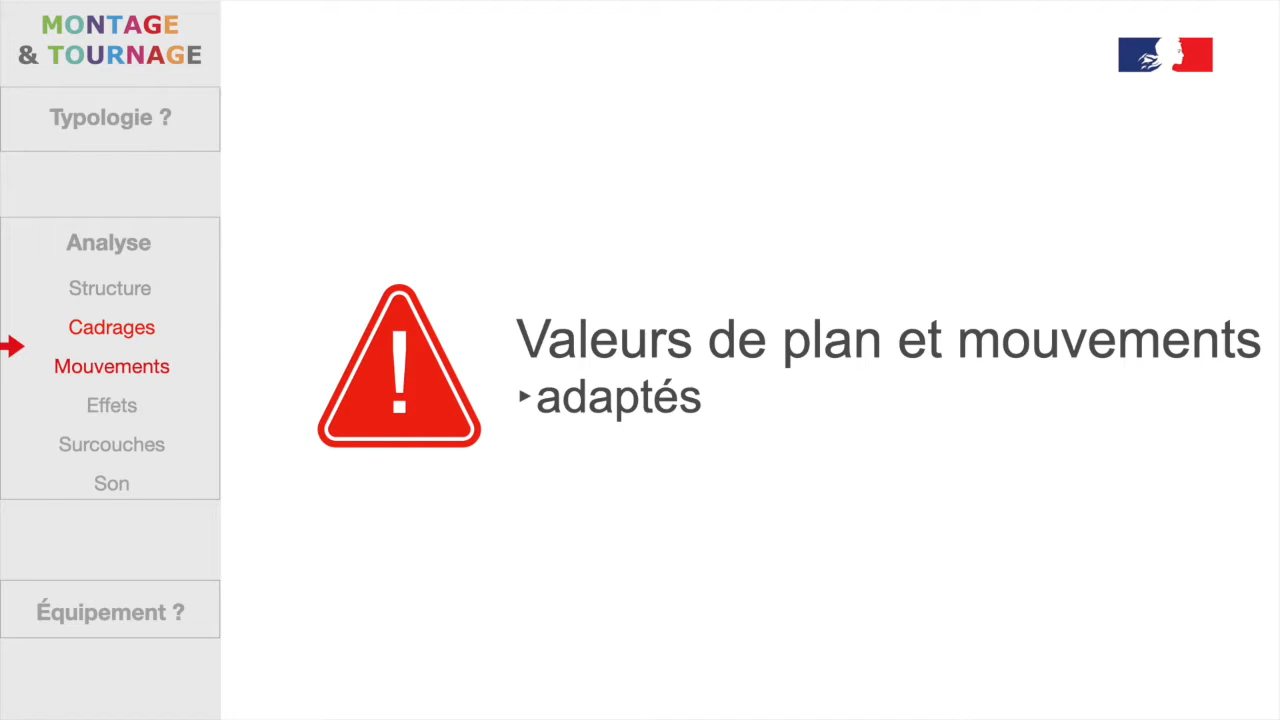 MONTAGE
& TOURNAGE
Typologie ?
Analyse
Structure
Cadrages
Mouvements
Effets
Surcouches
Son
Équipement ?
!
Valeurs de plan et mouvements
‣adaptés